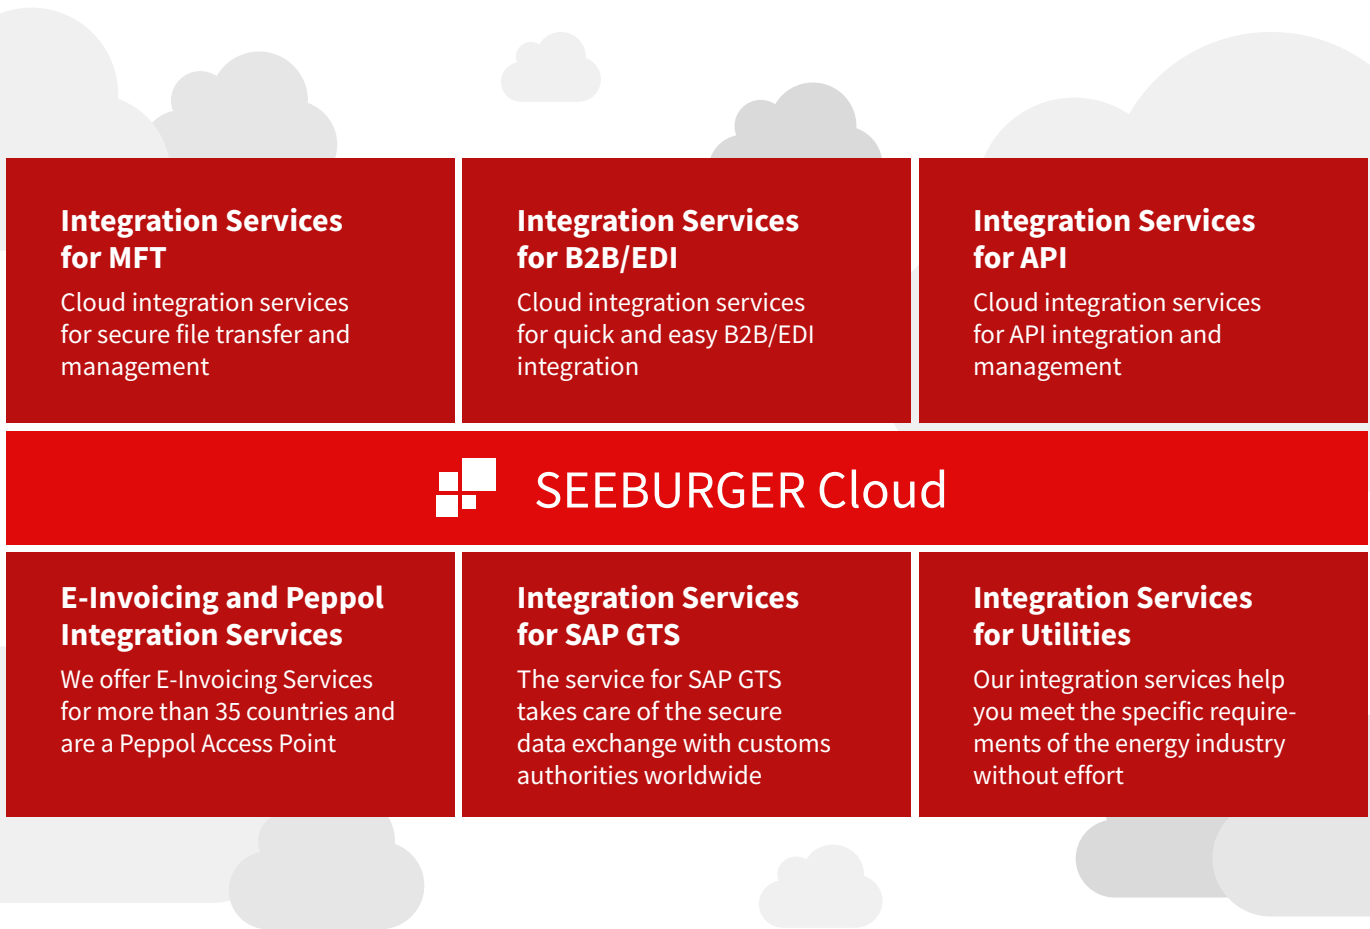 Integration Services
for MFT
Cloud integration services
for secure file transfer and
management
Integration Services
for B2B/EDI
Cloud integration services
for quick and easy B2B/EDI
integration
Integration Services
for API
Cloud integration services
for API integration and
management
SEEBURGER Cloud
E-Invoicing and Peppol
Integration Services
We offer E-Invoicing Services
for more than 35 countries and
are a Peppol Access Point
Integration Services
for SAP GTS
The service for SAP GTS
takes care of the secure
data exchange with customs
authorities worldwide
Integration Services
for Utilities
Our integration services help
you meet the specific require-
ments of the energy industry
without effort